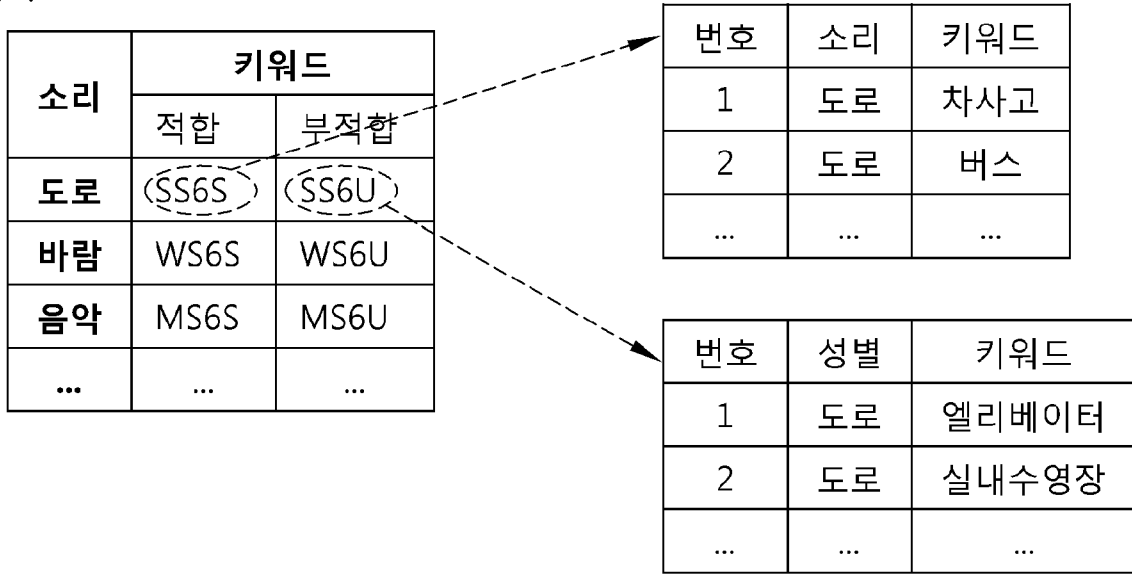 소리 키워드
적합 부적합
도로 SS6S SS6U
바람 WS6S WS6U
음악 MS6S MS6U
... ... ...
번호 소리 키워드
1 도로 차사고
2 도로 버스
... ... ...
번호 성별 키워드
1 도로 엘리베이터
2 도로 실내수영장
... ... ...